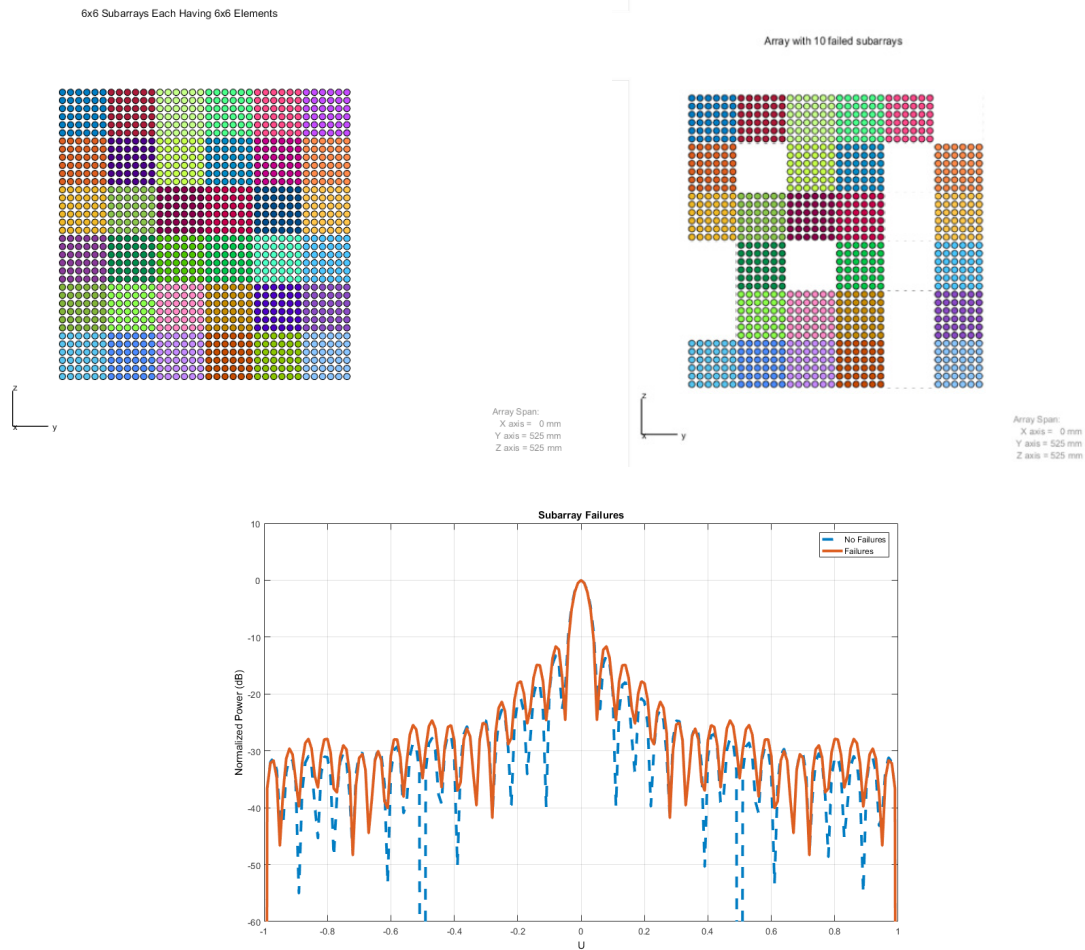 6x6 Subarrays Each Having 6x6 Elements
Array with 10 failed subarrays
z
x
y
Array Span:
X axis = 0 mm
Y axis = 525 mm
Z axis = 525 mm
z
x
y
Array Span:
X axis = 0 mm
Y axis = 525 mm
Z axis = 525 mm
Subarray Failures
No Failures
Failures
Normalized Power (dB)
10
0
-10
-20
-30
-40
-50
-60
-1
-0.8
-0.6
-0.4
-0.2
0
0.2
0.4
0.6
0.8
1
U